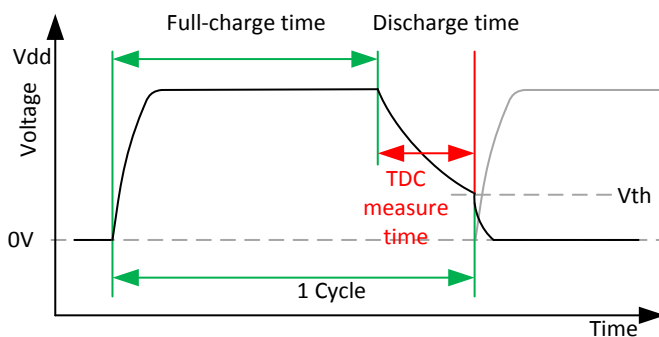 Full-charge time
Discharge time
Vdd
Voltage
TDC
measure
time
Vth
0V
1 Cycle
Time